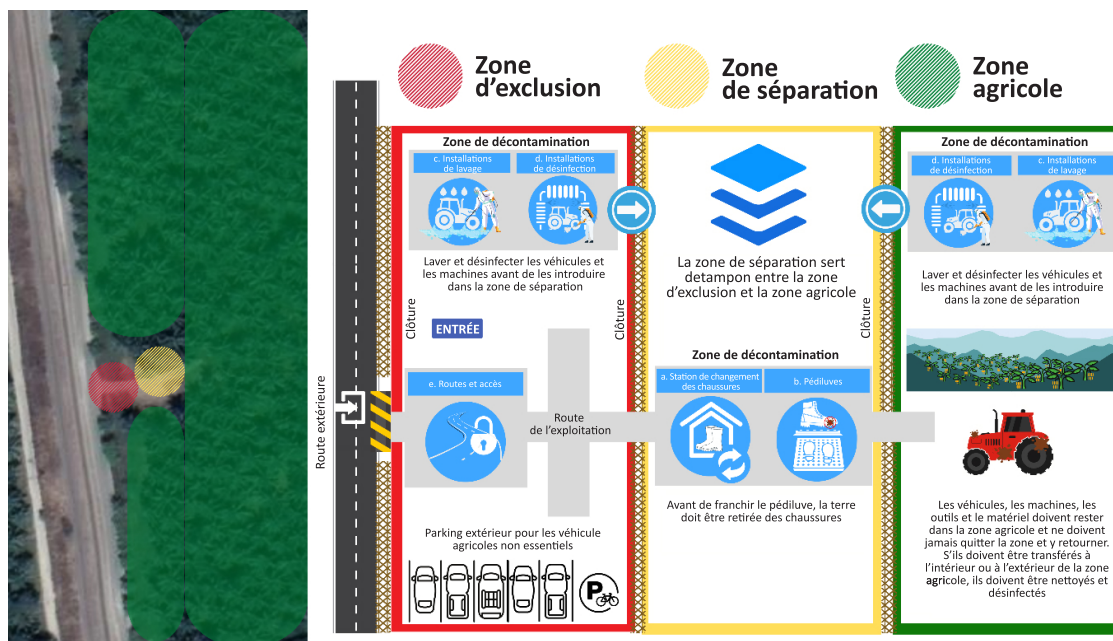 Zone
d'exclusion
Zone
de séparation
Zone
agricole
Route extérieure
Zone de décontamination
c. Installations
de lavage
d. Installations
de désinfection
Laver et désinfecter les véhicules et
les machines avant de les introduire
dans la zone de séparation
Clôture
ENTRÉE
Clôture
e. Routes et accès
Route
de l'exploitation
Parking extérieur pour les véhicule
agricoles non essentiels
P
La zone de séparation sert
detampon entre la zone
d'exclusion et la zone agricole
Clôture
Zone de décontamination
a. Station de changement
des chaussures
b. Pédiluves
Avant de franchir le pédiluve, la terre
doit être retirée des chaussures
Zone de décontamination
d. Installations
de désinfection
c. Installations
de lavage
Laver et désinfecter les véhicules et
les machines avant de les introduire
dans la zone de séparation
Les véhicules, les machines, les
outils et le matériel doivent rester
dans la zone agricole et ne doivent
jamais quitter la zone et y retourner.
S'ils doivent être transférés à
l'intérieur ou à l'extérieur de la zone
agricole, ils doivent être nettoyés et
désinfectés